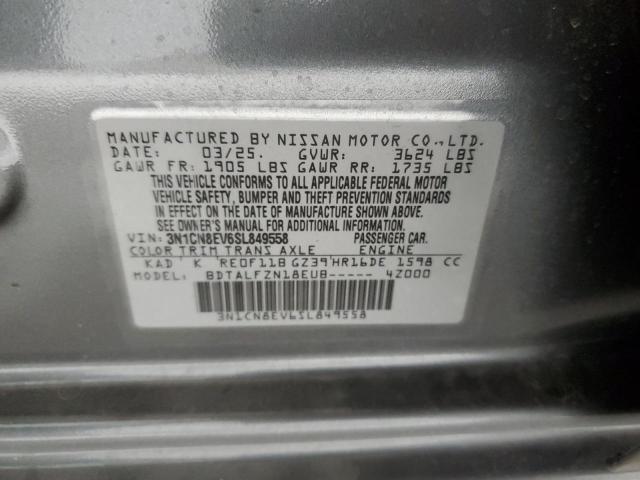 MANUFACTURED BY NISSAN MOTOR CO.,LTD.
DATE: 03/25. GVWR: 3624 LBS
GAWR FR: 1905 LBS GAWR RR: 1735 LBS
THIS VEHICLE CONFORMS TO ALL APPLICABLE FEDERAL MOTOR
VEHICLE SAFETY, BUMPER AND THEFT PREVENTION STANDARDS
IN EFFECT ON THE DATE OF MANUFACTURE SHOWN ABOVE.
SEE OWNER'S MANUAL FOR ADDITIONAL INFORMATION.
VIN: 3N1CN8EV6SL849558 PASSENGER CAR.
COLOR TRIM TRANS AXLE ENGINE
KAD K RE0F11B GZ39 HR16DE 1598 CC
MODEL: BDTALFZN18EUB----- 4Z000
3N1CN8EV6SL849558